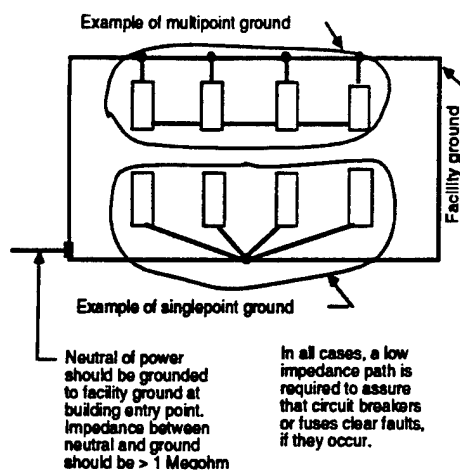 Example of multipoint ground
Facility ground
Example of singlepoint ground
Neutral of power
should be grounded
to facility ground at
building entry point.
Impedance between
neutral and ground
should be > 1 Megohm
In all cases, a low
impedance path is
required to assure
that circuit breakers
or fuses clear faults,
if they occur.